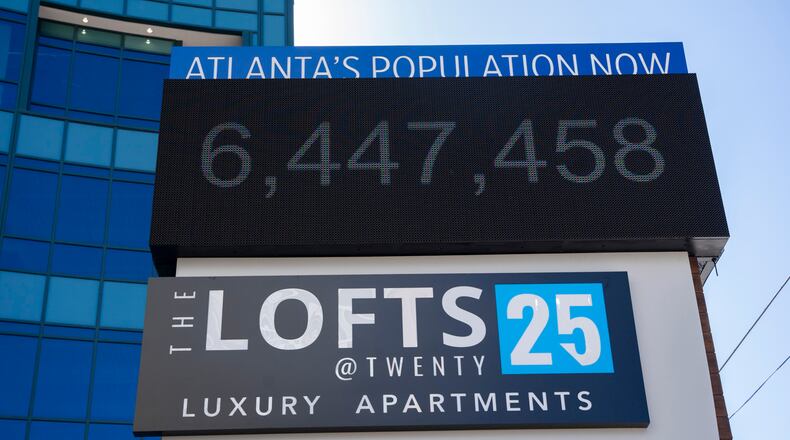 ATLANTA'S POPULATION NOW
6,447,458
THE LOFTS 25
@TWENTY
LUXURY APARTMENTS